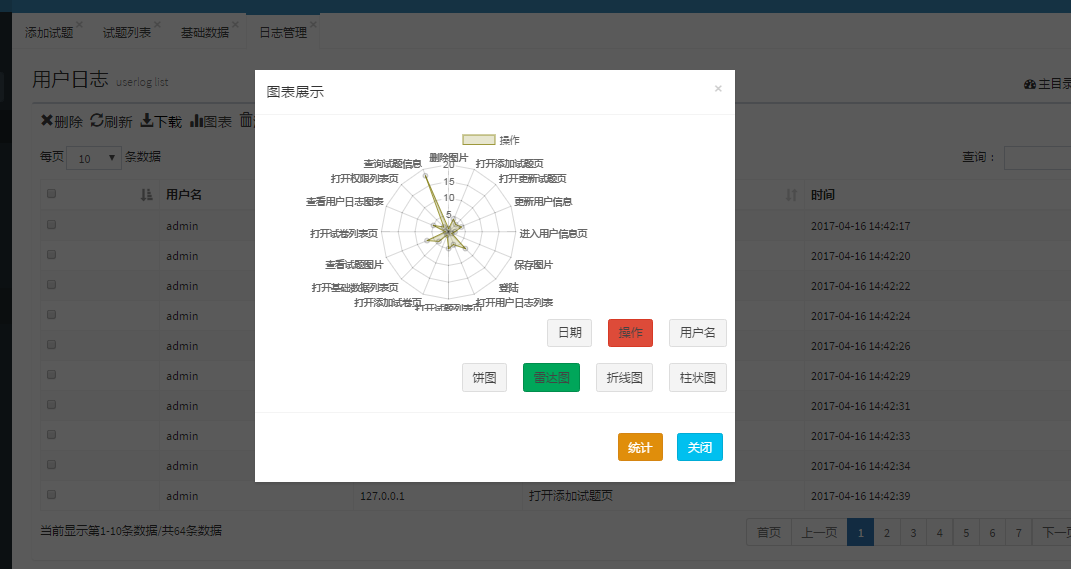 添加试题 × 试题列表 × 基础数据 × 日志管理 ×
用户日志 userlog list
主目录
删除 刷新 下载 图表
每页 10 条数据
查询：
用户名
时间
admin
2017-04-16 14:42:17
admin
2017-04-16 14:42:20
admin
2017-04-16 14:42:22
admin
2017-04-16 14:42:24
admin
2017-04-16 14:42:26
admin
2017-04-16 14:42:29
admin
2017-04-16 14:42:31
admin
2017-04-16 14:42:33
admin
2017-04-16 14:42:34
admin 127.0.0.1 打开添加试题页 2017-04-16 14:42:39
当前显示第1-10条数据/共64条数据
首页 上一页 1 2 3 4 5 6 7 下一页
图表展示 ×
操作
删除图片
查询试题信息
打开添加试题页
打开权限列表页
打开更新试题页
查看用户日志图表
更新用户信息
打开试卷列表页
进入用户信息页
查看试题图片
保存图片
打开基础数据列表页
登陆
打开添加试卷页
打开用户日志列表
打开试题列表页
20
15
10
5
日期 操作 用户名
饼图 雷达图 折线图 柱状图
统计 关闭